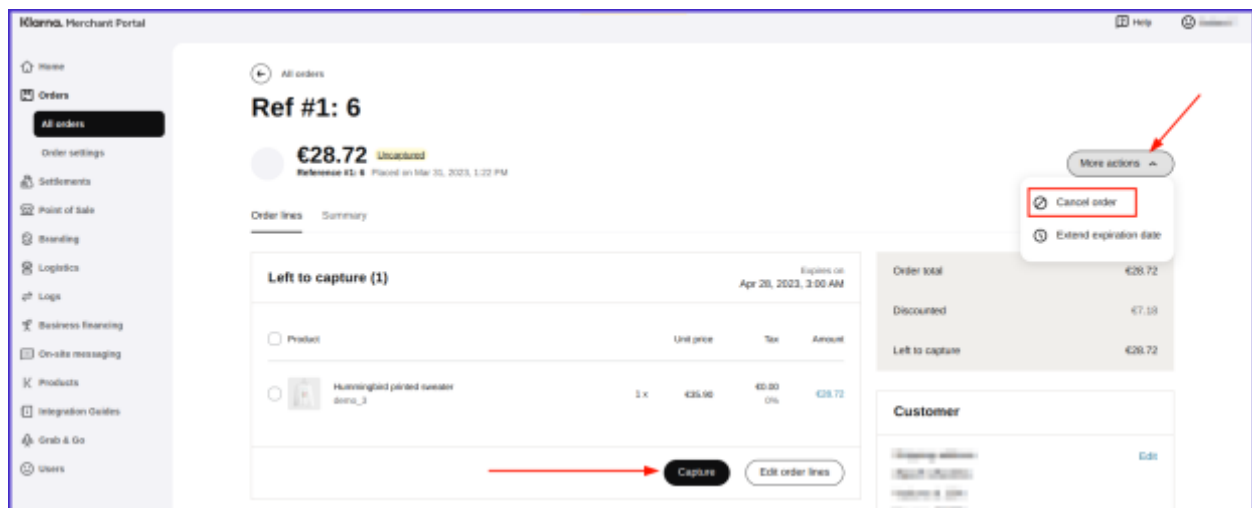 Klarna. Merchant Portal
Help
Home
Orders
All orders
Order settings
Settlements
Point of Sale
Branding
Logistics
Logs
Business financing
On-site messaging
Products
Integration Guides
Grab & Go
Users
All orders
Ref #1: 6
€28.72 Uncaptured
Reference #1: 6 Placed on Mar 31, 2023, 1:22 PM
More actions
Cancel order
Extend expiration date
Order lines Summary
Left to capture (1)
Expires on
Apr 28, 2023, 3:00 AM
Product Unit price Tax Amount
Hummingbird printed sweater
demo_3
1 x €35.90 €0.00 €28.72
0%
Capture Edit order lines
Order total €28.72
Discounted €7.18
Left to capture €28.72
Customer
Edit